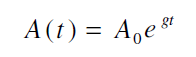 A(t) = A₀e^{gt}